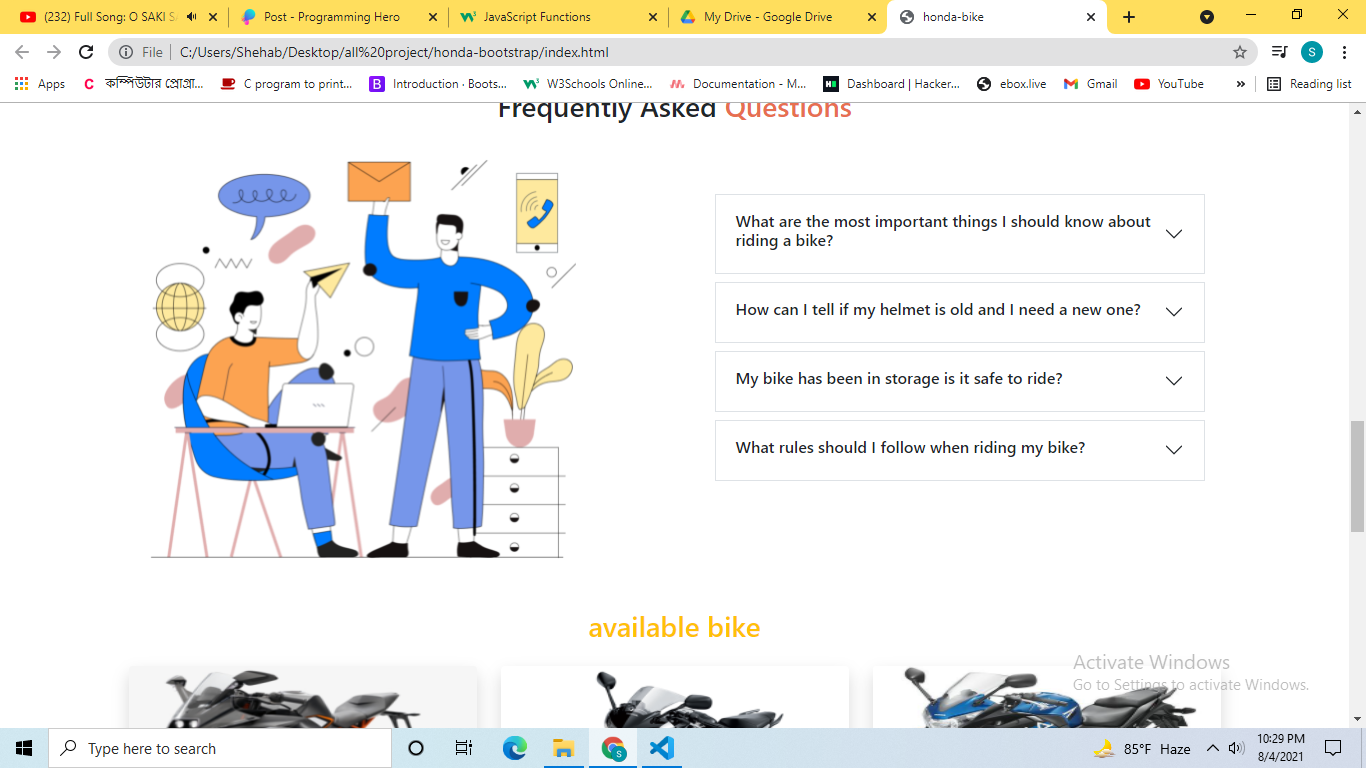 (232) Full Song: O SAKI SA
Post - Programming Hero
JavaScript Functions
My Drive - Google Drive
honda-bike
File
C:/Users/Shehab/Desktop/all%20project/honda-bootstrap/index.html
S
Apps
কম্পিউটার প্রোগ্রা...
C program to print...
Introduction · Boots...
W3Schools Online...
Documentation - M...
Dashboard | Hacker...
ebox.live
Gmail
YouTube
»
Reading list
Frequently Asked Questions
What are the most important things I should know about
riding a bike?
How can I tell if my helmet is old and I need a new one?
My bike has been in storage is it safe to ride?
What rules should I follow when riding my bike?
available bike
Activate Windows
Go to Settings to activate Windows.
Type here to search
85°F Haze
10:29 PM
8/4/2021